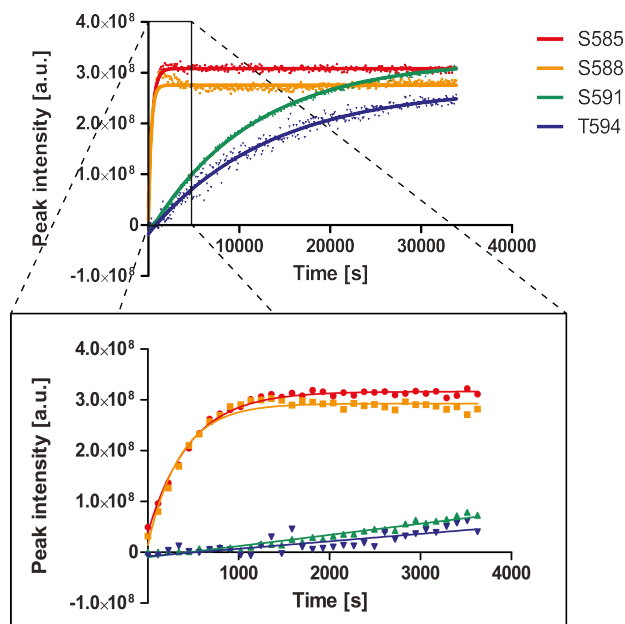 4.0×10⁸
3.0×10⁸
2.0×10⁸
1.0×10⁸
0
-1.0×10⁸
Peak intensity [a.u.]
10000 20000 30000 40000
Time [s]
S585
S588
S591
T594
4.0×10⁸
3.0×10⁸
2.0×10⁸
1.0×10⁸
0
-1.0×10⁸
Peak intensity [a.u.]
1000 2000 3000 4000
Time [s]